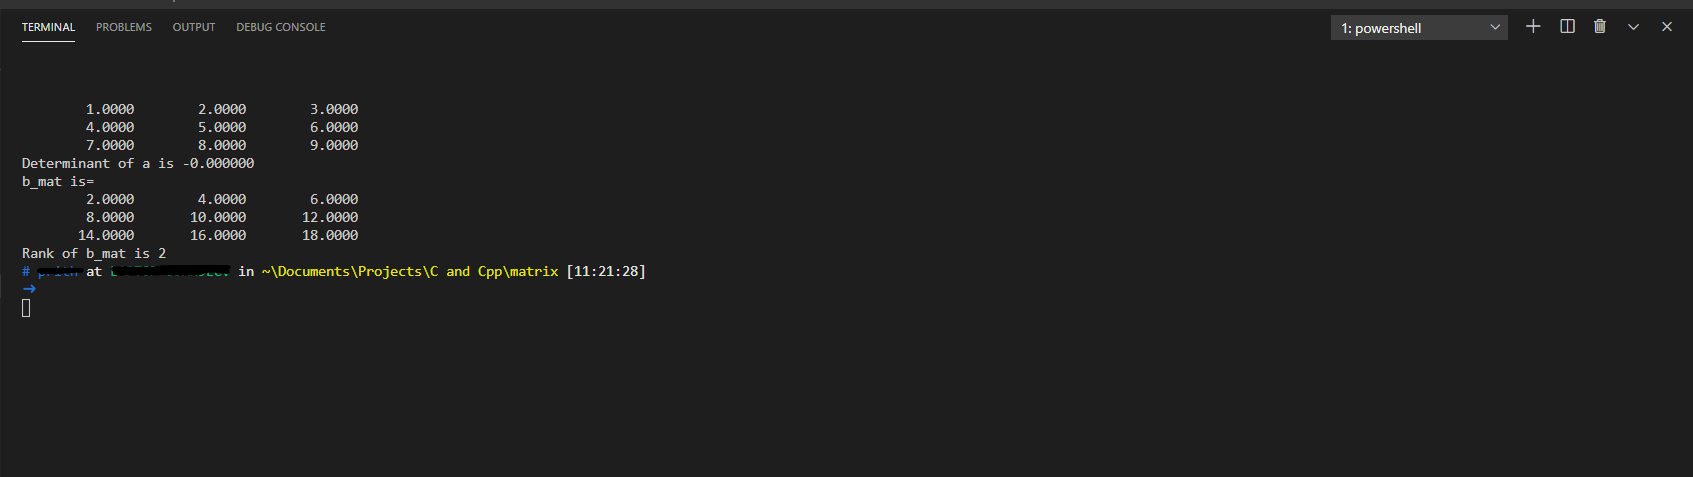 TERMINAL PROBLEMS OUTPUT DEBUG CONSOLE 1: powershell
1.0000 2.0000 3.0000
4.0000 5.0000 6.0000
7.0000 8.0000 9.0000
Determinant of a is -0.000000
b_mat is=
2.0000 4.0000 6.0000
8.0000 10.0000 12.0000
14.0000 16.0000 18.0000
Rank of b_mat is 2
# at in ~\Documents\Projects\C and Cpp\matrix [11:21:28]
➜